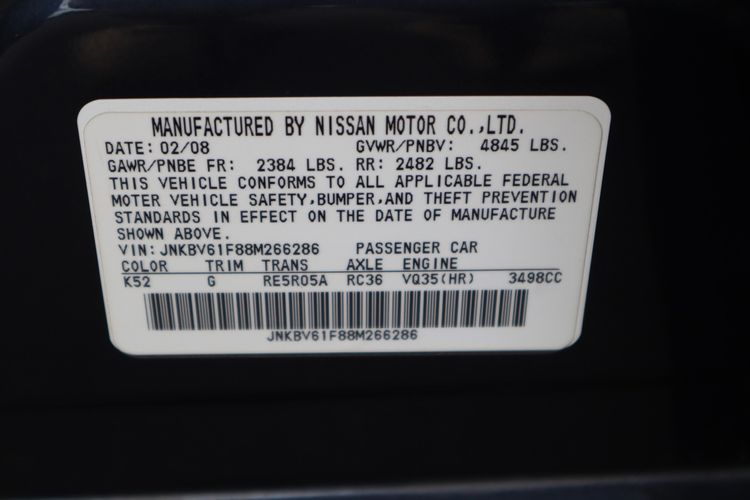 MANUFACTURED BY NISSAN MOTOR CO.,LTD.
DATE: 02/08 GVWR/PNBV: 4845 LBS.
GAWR/PNBE FR: 2384 LBS. RR: 2482 LBS.
THIS VEHICLE CONFORMS TO ALL APPLICABLE FEDERAL
MOTOR VEHICLE SAFETY,BUMPER,AND THEFT PREVENTION
STANDARDS IN EFFECT ON THE DATE OF MANUFACTURE
SHOWN ABOVE.
VIN:JNKBV61F88M266286 PASSENGER CAR
COLOR TRIM TRANS AXLE ENGINE
K52 G RE5R05A RC36 VQ35(HR) 3498CC
JNKBV61F88M266286